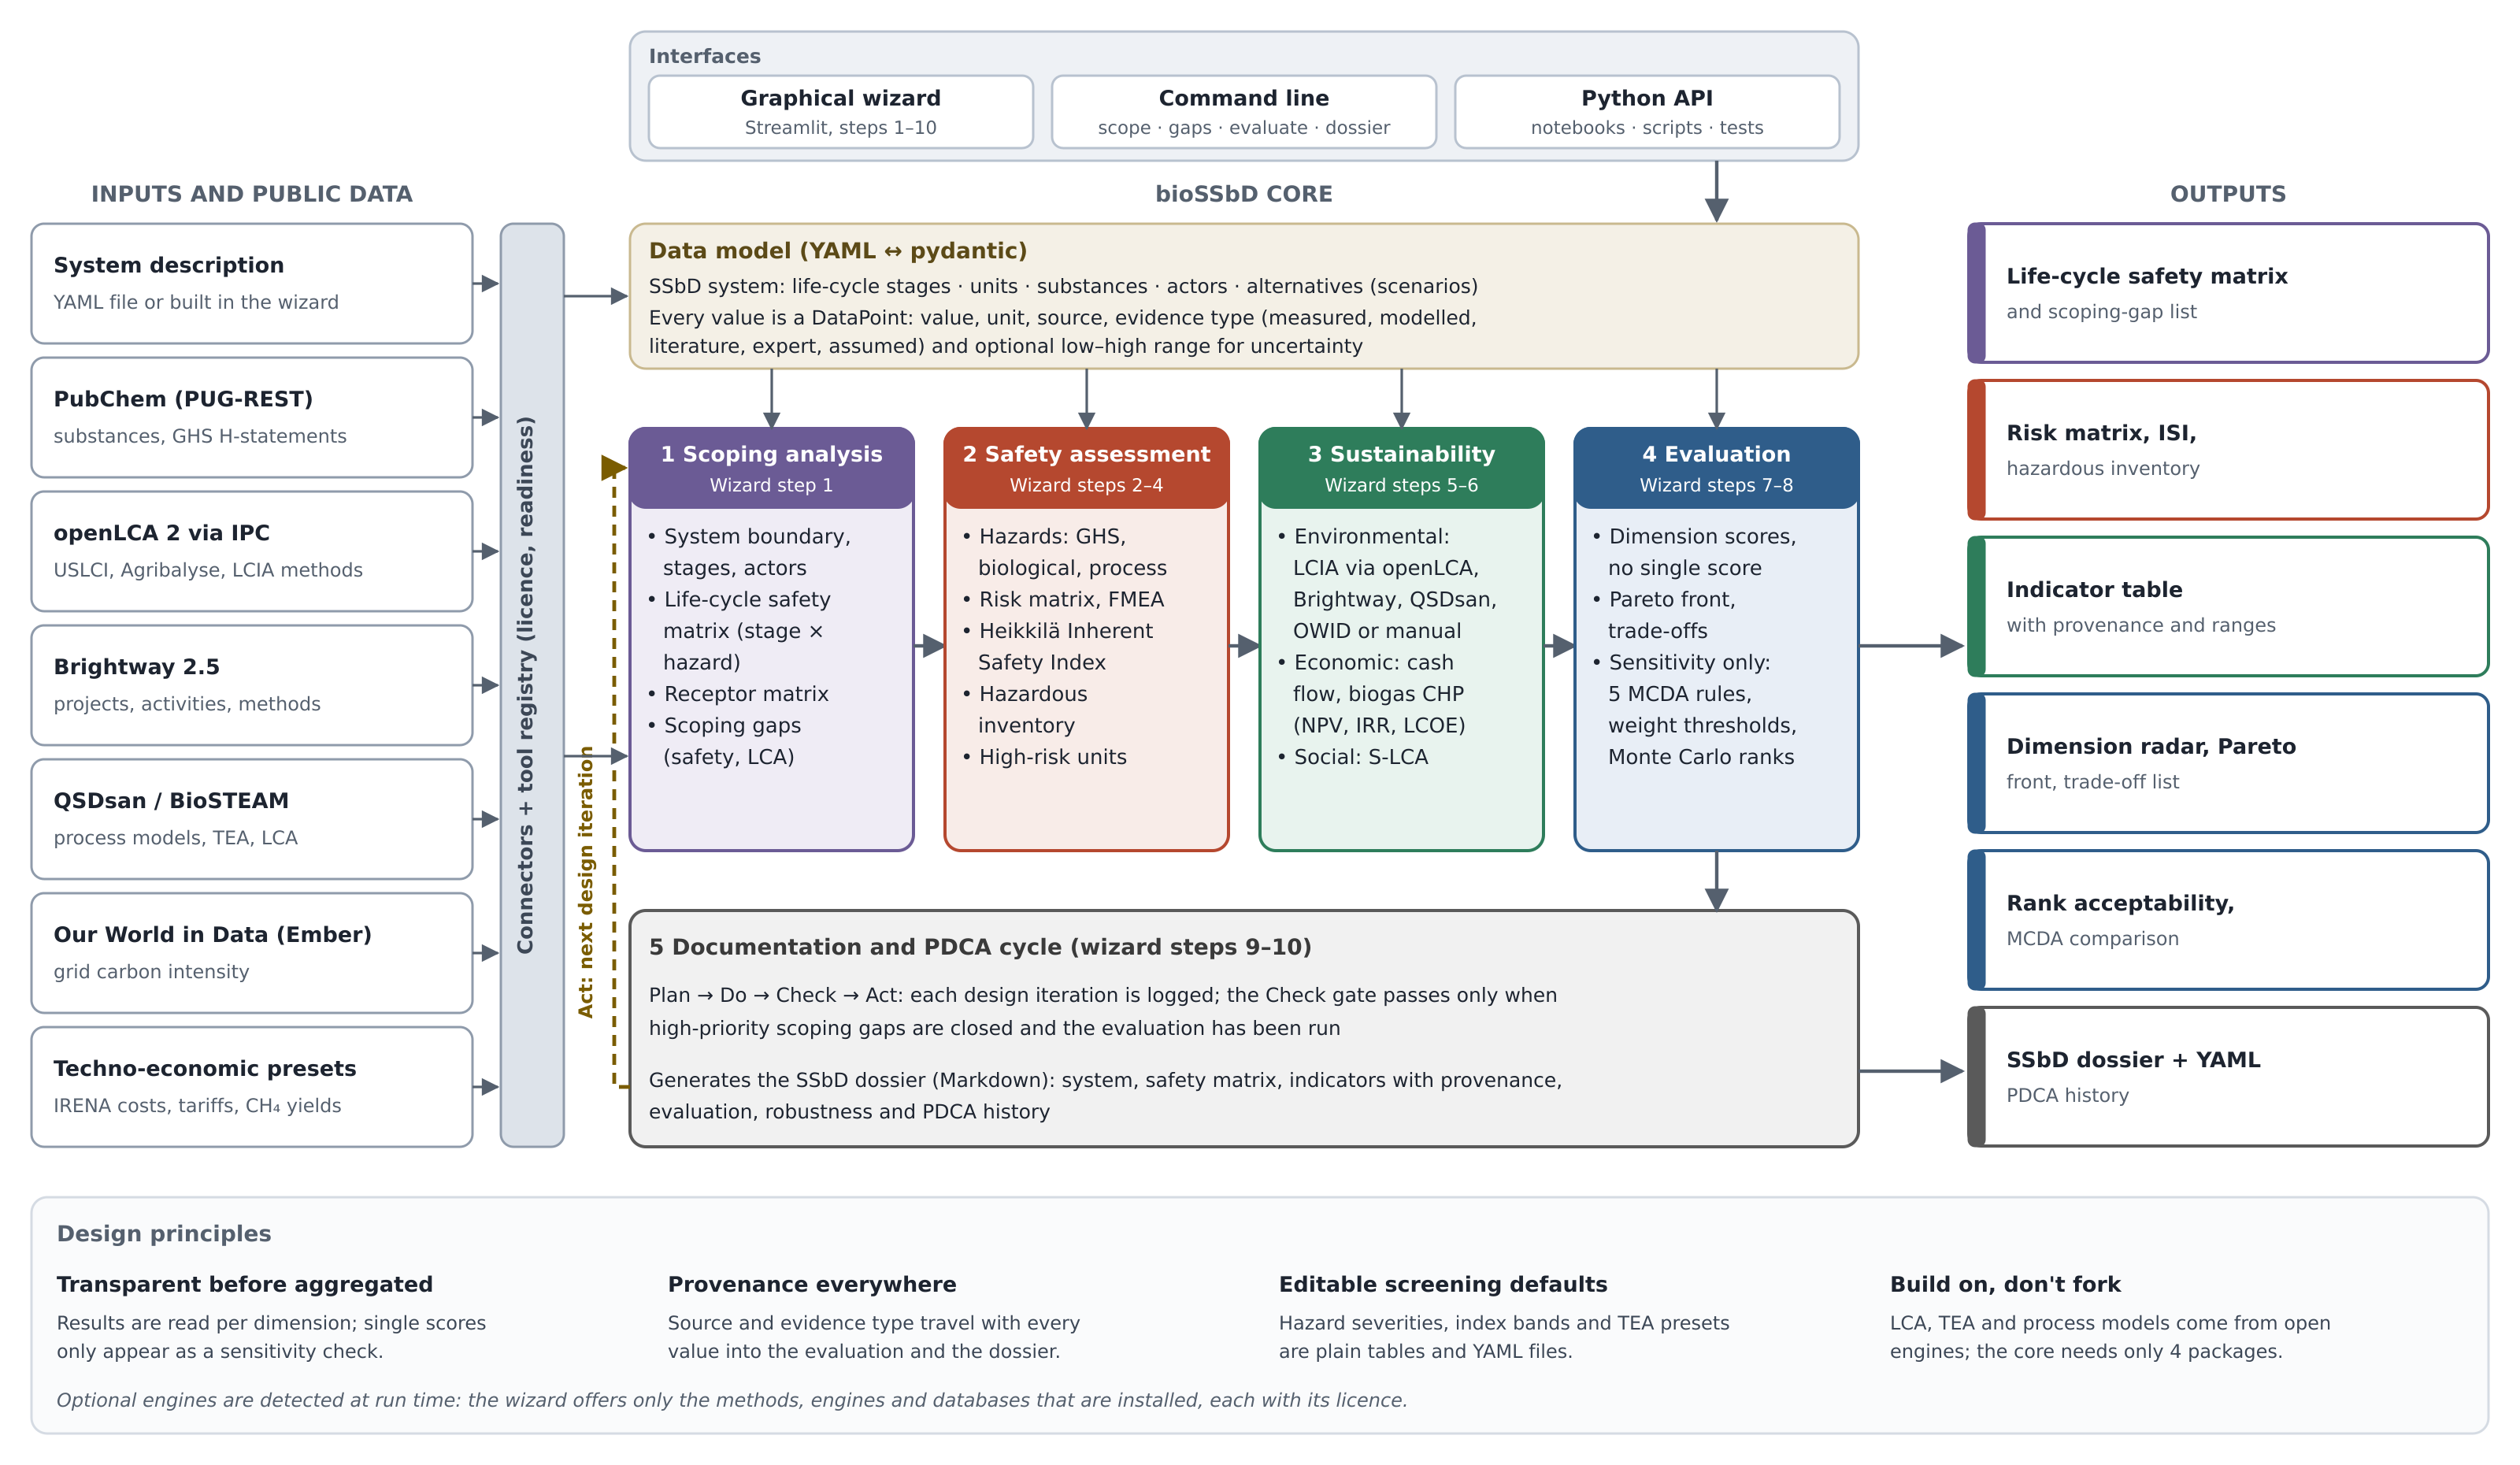 Interfaces
Graphical wizard
Streamlit, steps 1–10
Command line
scope · gaps · evaluate · dossier
Python API
notebooks · scripts · tests
INPUTS AND PUBLIC DATA
System description
YAML file or built in the wizard
PubChem (PUG-REST)
substances, GHS H-statements
openLCA 2 via IPC
USLCI, Agribalyse, LCIA methods
Brightway 2.5
projects, activities, methods
QSDsan / BioSTEAM
process models, TEA, LCA
Our World in Data (Ember)
grid carbon intensity
Techno-economic presets
IRENA costs, tariffs, CH₄ yields
Connectors + tool registry (licence, readiness)
Act: next design iteration
bioSSbD CORE
Data model (YAML ↔ pydantic)
SSbD system: life-cycle stages · units · substances · actors · alternatives (scenarios)
Every value is a DataPoint: value, unit, source, evidence type (measured, modelled,
literature, expert, assumed) and optional low–high range for uncertainty
1 Scoping analysis
Wizard step 1
• System boundary,
stages, actors
• Life-cycle safety
matrix (stage ×
hazard)
• Receptor matrix
• Scoping gaps
(safety, LCA)
2 Safety assessment
Wizard steps 2–4
• Hazards: GHS,
biological, process
• Risk matrix, FMEA
• Heikkilä Inherent
Safety Index
• Hazardous
inventory
• High-risk units
3 Sustainability
Wizard steps 5–6
• Environmental:
LCIA via openLCA,
Brightway, QSDsan,
OWID or manual
• Economic: cash
flow, biogas CHP
(NPV, IRR, LCOE)
• Social: S-LCA
4 Evaluation
Wizard steps 7–8
• Dimension scores,
no single score
• Pareto front,
trade-offs
• Sensitivity only:
5 MCDA rules,
weight thresholds,
Monte Carlo ranks
5 Documentation and PDCA cycle (wizard steps 9–10)
Plan → Do → Check → Act: each design iteration is logged; the Check gate passes only when
high-priority scoping gaps are closed and the evaluation has been run
Generates the SSbD dossier (Markdown): system, safety matrix, indicators with provenance,
evaluation, robustness and PDCA history
OUTPUTS
Life-cycle safety matrix
and scoping-gap list
Risk matrix, ISI,
hazardous inventory
Indicator table
with provenance and ranges
Dimension radar, Pareto
front, trade-off list
Rank acceptability,
MCDA comparison
SSbD dossier + YAML
PDCA history
Design principles
Transparent before aggregated
Results are read per dimension; single scores
only appear as a sensitivity check.
Provenance everywhere
Source and evidence type travel with every
value into the evaluation and the dossier.
Editable screening defaults
Hazard severities, index bands and TEA presets
are plain tables and YAML files.
Build on, don't fork
LCA, TEA and process models come from open
engines; the core needs only 4 packages.
Optional engines are detected at run time: the wizard offers only the methods, engines and databases that are installed, each with its licence.